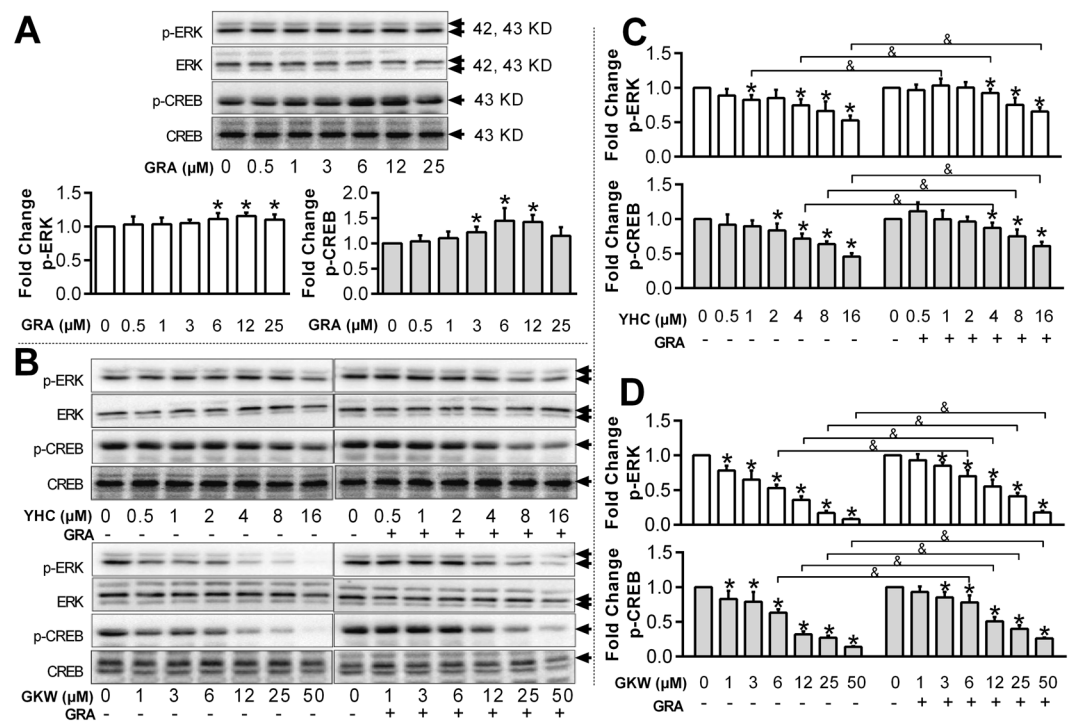 A
p-ERK 42, 43 KD
ERK 42, 43 KD
p-CREB 43 KD
CREB 43 KD
GRA (µM) 0 0.5 1 3 6 12 25
Fold Change
p-ERK
1.5
1.0
0.5
0.0
* * *
GRA (µM) 0 0.5 1 3 6 12 25
Fold Change
p-CREB
2.0
1.5
1.0
0.5
0.0
* * *
GRA (µM) 0 0.5 1 3 6 12 25
B
p-ERK
ERK
p-CREB
CREB
YHC (µM) 0 0.5 1 2 4 8 16 0 0.5 1 2 4 8 16
GRA - - - - - - - - + + + + + +
p-ERK
ERK
p-CREB
CREB
GKW (µM) 0 1 3 6 12 25 50 0 1 3 6 12 25 50
GRA - - - - - - - - + + + + + +
C
Fold Change
p-ERK
1.5
1.0
0.5
0.0
&
&
&
* * * * * * *
Fold Change
p-CREB
1.5
1.0
0.5
0.0
&
&
&
* * * * * * *
YHC (µM) 0 0.5 1 2 4 8 16 0 0.5 1 2 4 8 16
GRA - - - - - - - - + + + + + +
D
Fold Change
p-ERK
1.5
1.0
0.5
0.0
&
&
&
&
* * * * * * * * * * *
Fold Change
p-CREB
1.5
1.0
0.5
0.0
&
&
&
&
* * * * * * * * * * *
GKW (µM) 0 1 3 6 12 25 50 0 1 3 6 12 25 50
GRA - - - - - - - - + + + + + +